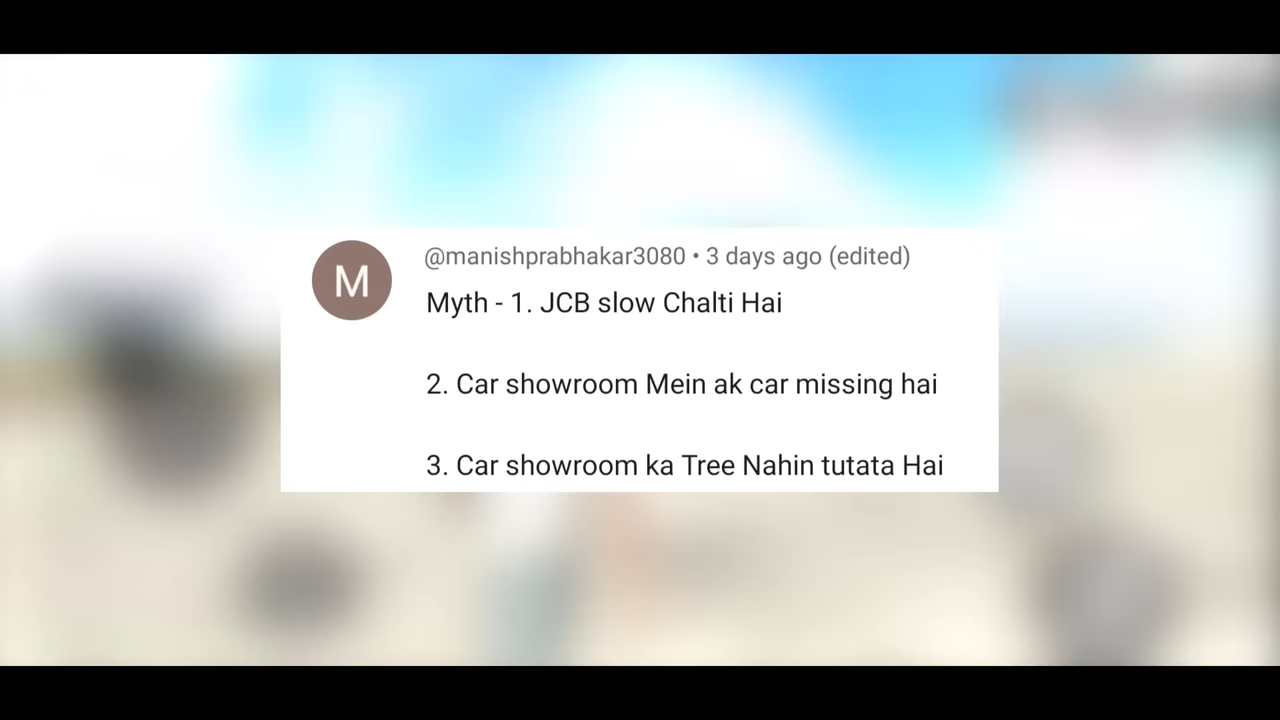 M
@manishprabhakar3080 • 3 days ago (edited)
Myth - 1. JCB slow Chalti Hai
2. Car showroom Mein ak car missing hai
3. Car showroom ka Tree Nahin tutata Hai